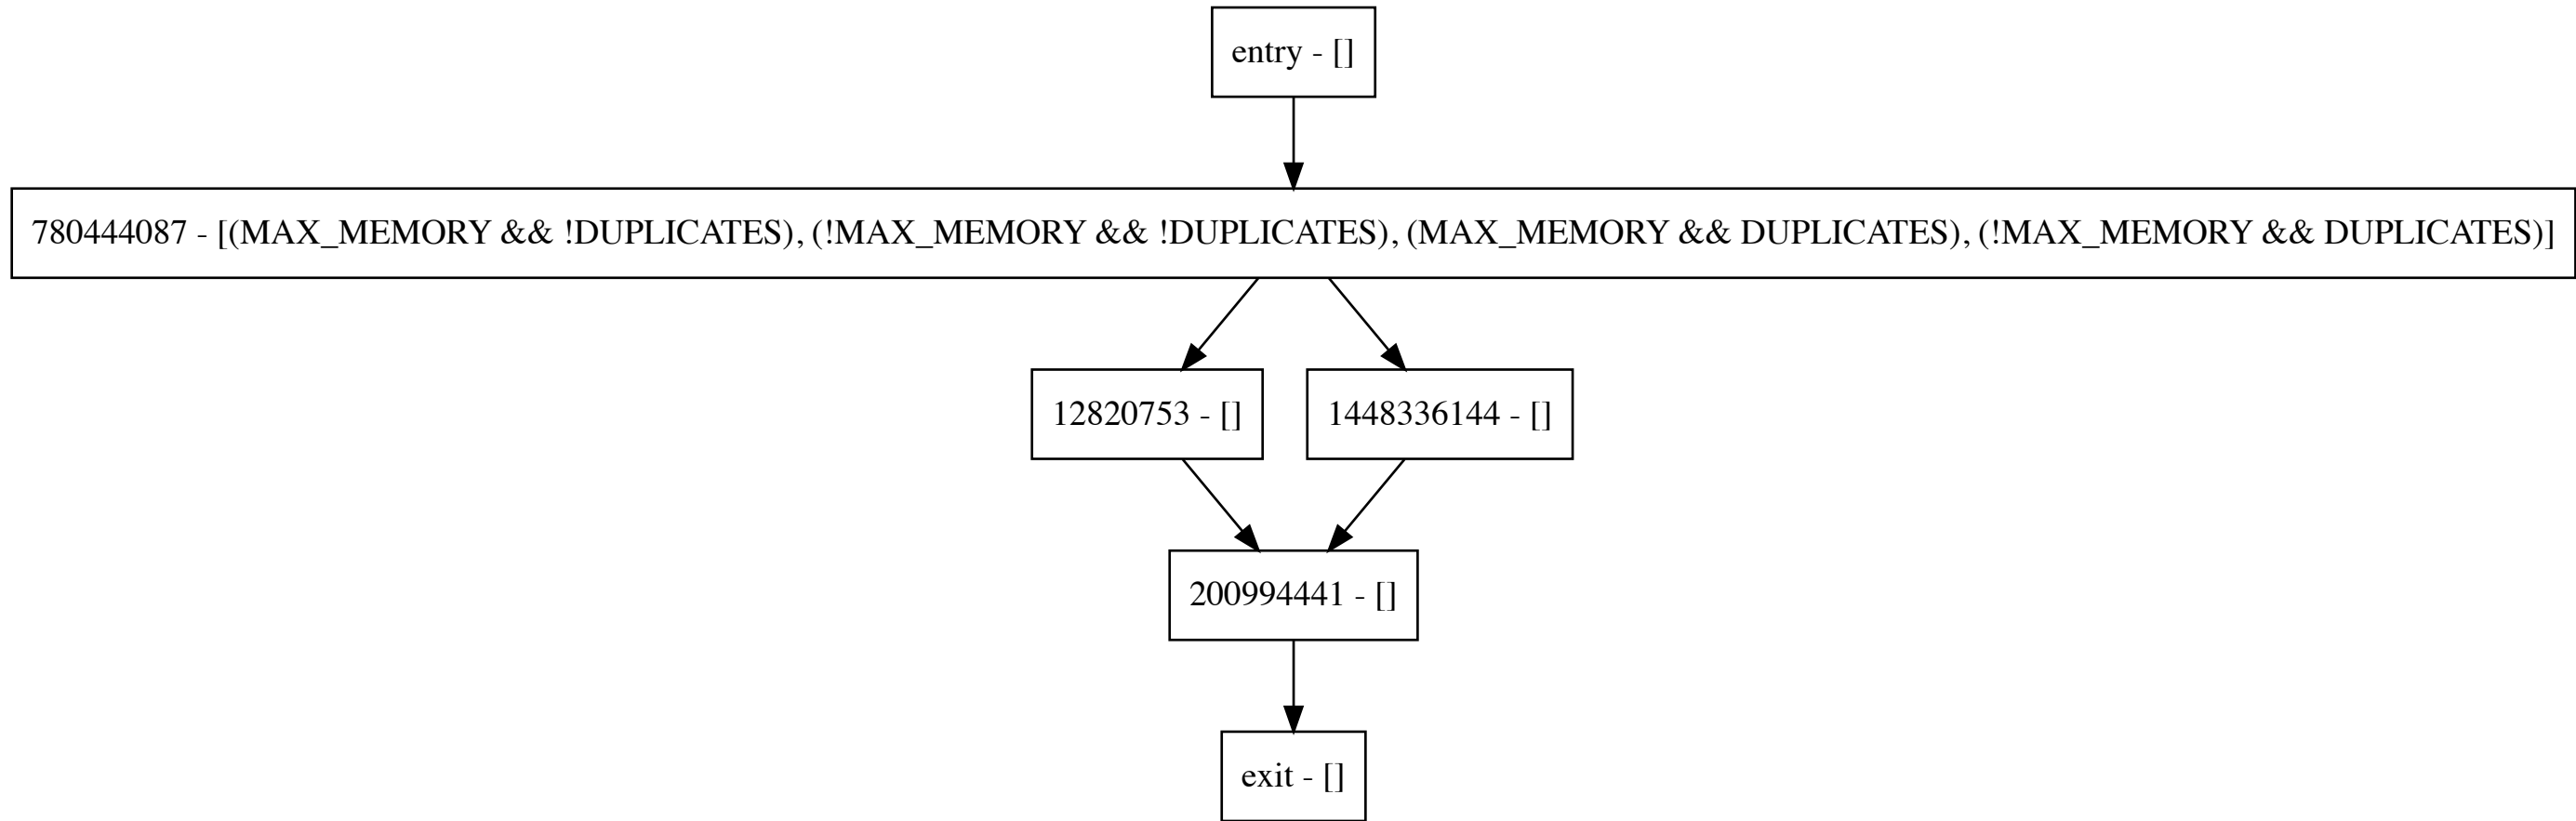 entry - []
780444087 - [(MAX_MEMORY && !DUPLICATES), (!MAX_MEMORY && !DUPLICATES), (MAX_MEMORY && DUPLICATES), (!MAX_MEMORY && DUPLICATES)]
12820753 - []
1448336144 - []
200994441 - []
exit - []